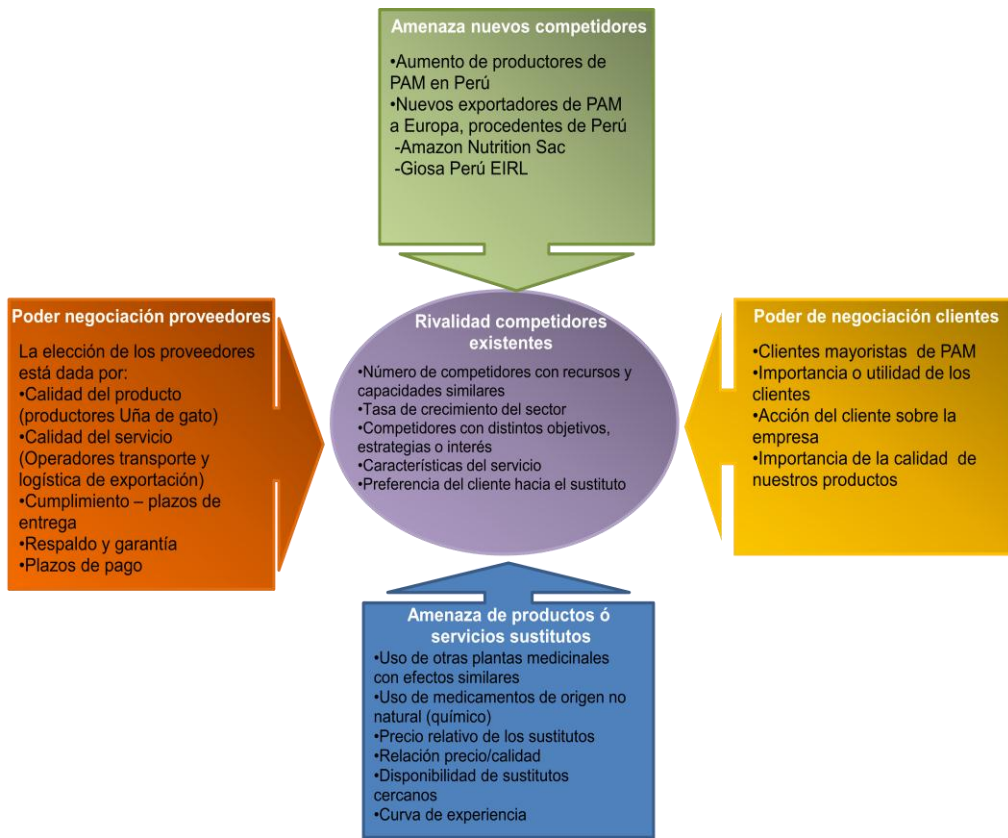 Amenaza nuevos competidores
•Aumento de productores de
PAM en Perú
•Nuevos exportadores de PAM
a Europa, procedentes de Perú
-Amazon Nutrition Sac
-Giosa Perú EIRL
Poder negociación proveedores
La elección de los proveedores
está dada por:
•Calidad del producto
(productores Uña de gato)
•Calidad del servicio
(Operadores transporte y
logística de exportación)
•Cumplimiento – plazos de
entrega
•Respaldo y garantía
•Plazos de pago
Rivalidad competidores
existentes
•Número de competidores con recursos y
capacidades similares
•Tasa de crecimiento del sector
•Competidores con distintos objetivos,
estrategias o interés
•Características del servicio
•Preferencia del cliente hacia el sustituto
Poder de negociación clientes
•Clientes mayoristas de PAM
•Importancia o utilidad de los
clientes
•Acción del cliente sobre la
empresa
•Importancia de la calidad de
nuestros productos
Amenaza de productos ó
servicios sustitutos
•Uso de otras plantas medicinales
con efectos similares
•Uso de medicamentos de origen no
natural (químico)
•Precio relativo de los sustitutos
•Relación precio/calidad
•Disponibilidad de sustitutos
cercanos
•Curva de experiencia